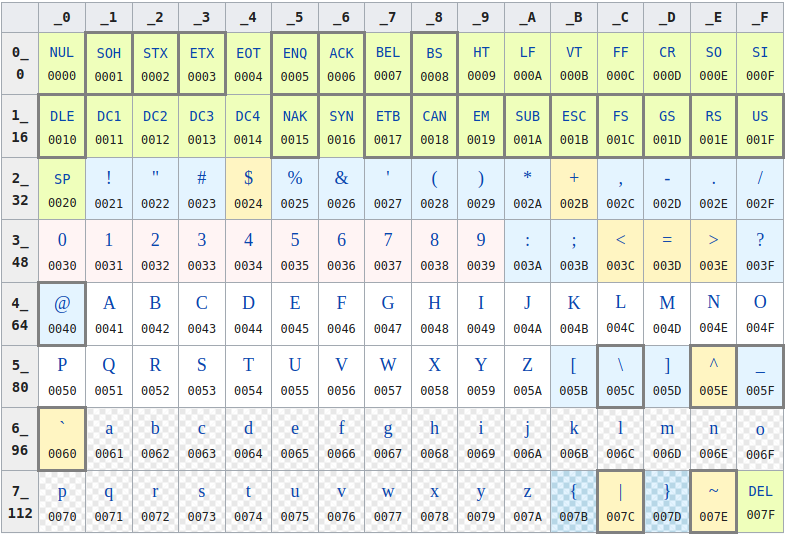 _0 _1 _2 _3 _4 _5 _6 _7 _8 _9 _A _B _C _D _E _F
0_ NUL SOH STX ETX EOT ENQ ACK BEL BS HT LF VT FF CR SO SI
0 0000 0001 0002 0003 0004 0005 0006 0007 0008 0009 000A 000B 000C 000D 000E 000F
1_ DLE DC1 DC2 DC3 DC4 NAK SYN ETB CAN EM SUB ESC FS GS RS US
16 0010 0011 0012 0013 0014 0015 0016 0017 0018 0019 001A 001B 001C 001D 001E 001F
2_ SP ! " # $ % & ' ( ) * + , - . /
32 0020 0021 0022 0023 0024 0025 0026 0027 0028 0029 002A 002B 002C 002D 002E 002F
3_ 0 1 2 3 4 5 6 7 8 9 : ; < = > ?
48 0030 0031 0032 0033 0034 0035 0036 0037 0038 0039 003A 003B 003C 003D 003E 003F
4_ @ A B C D E F G H I J K L M N O
64 0040 0041 0042 0043 0044 0045 0046 0047 0048 0049 004A 004B 004C 004D 004E 004F
5_ P Q R S T U V W X Y Z [ \ ] ^ _
80 0050 0051 0052 0053 0054 0055 0056 0057 0058 0059 005A 005B 005C 005D 005E 005F
6_ ` a b c d e f g h i j k l m n o
96 0060 0061 0062 0063 0064 0065 0066 0067 0068 0069 006A 006B 006C 006D 006E 006F
7_ p q r s t u v w x y z { | } ~ DEL
112 0070 0071 0072 0073 0074 0075 0076 0077 0078 0079 007A 007B 007C 007D 007E 007F